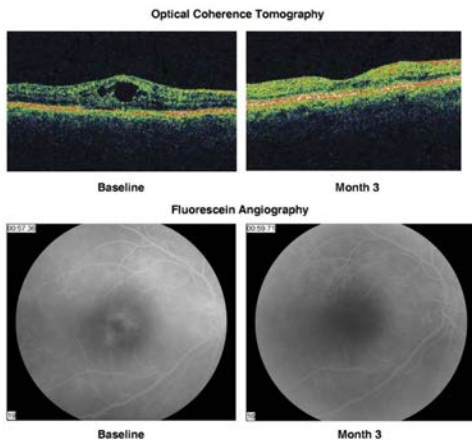 Optical Coherence Tomography
Baseline
Month 3
Fluorescein Angiography
00:57.36
00:59.71
Baseline
Month 3